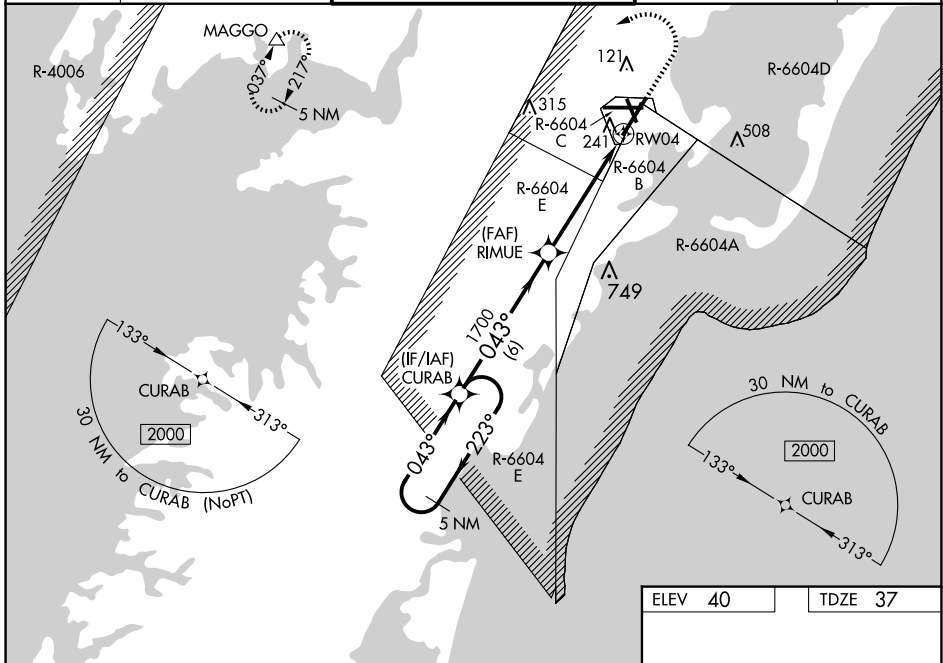 MAGGO
037°
217°
5 NM
R-4006
121
R-6604D
315
R-6604
C
241
RW04
508
R-6604
B
R-6604
E
(FAF)
RIMUE
R-6604A
749
1700
043°
(6)
(IF/IAF)
CURAB
043°
223°
5 NM
R-6604
E
133°
CURAB
313°
2000
30 NM to CURAB (NoPT)
30 NM to CURAB
2000
133°
CURAB
313°
ELEV 40
TDZE 37